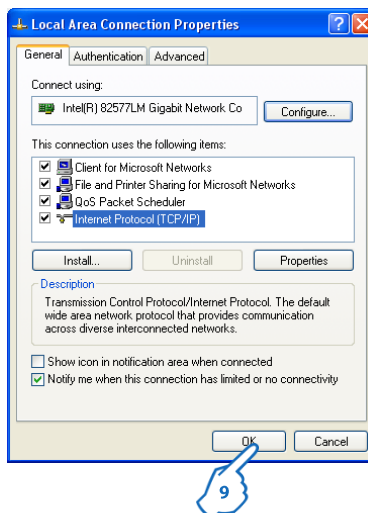 Local Area Connection Properties
General Authentication Advanced
Connect using:
Intel(R) 82577LM Gigabit Network Co Configure...
This connection uses the following items:
Client for Microsoft Networks
File and Printer Sharing for Microsoft Networks
QoS Packet Scheduler
Internet Protocol (TCP/IP)
Install... Uninstall Properties
Description
Transmission Control Protocol/Internet Protocol. The default
wide area network protocol that provides communication
across diverse interconnected networks.
Show icon in notification area when connected
Notify me when this connection has limited or no connectivity
OK Cancel
9